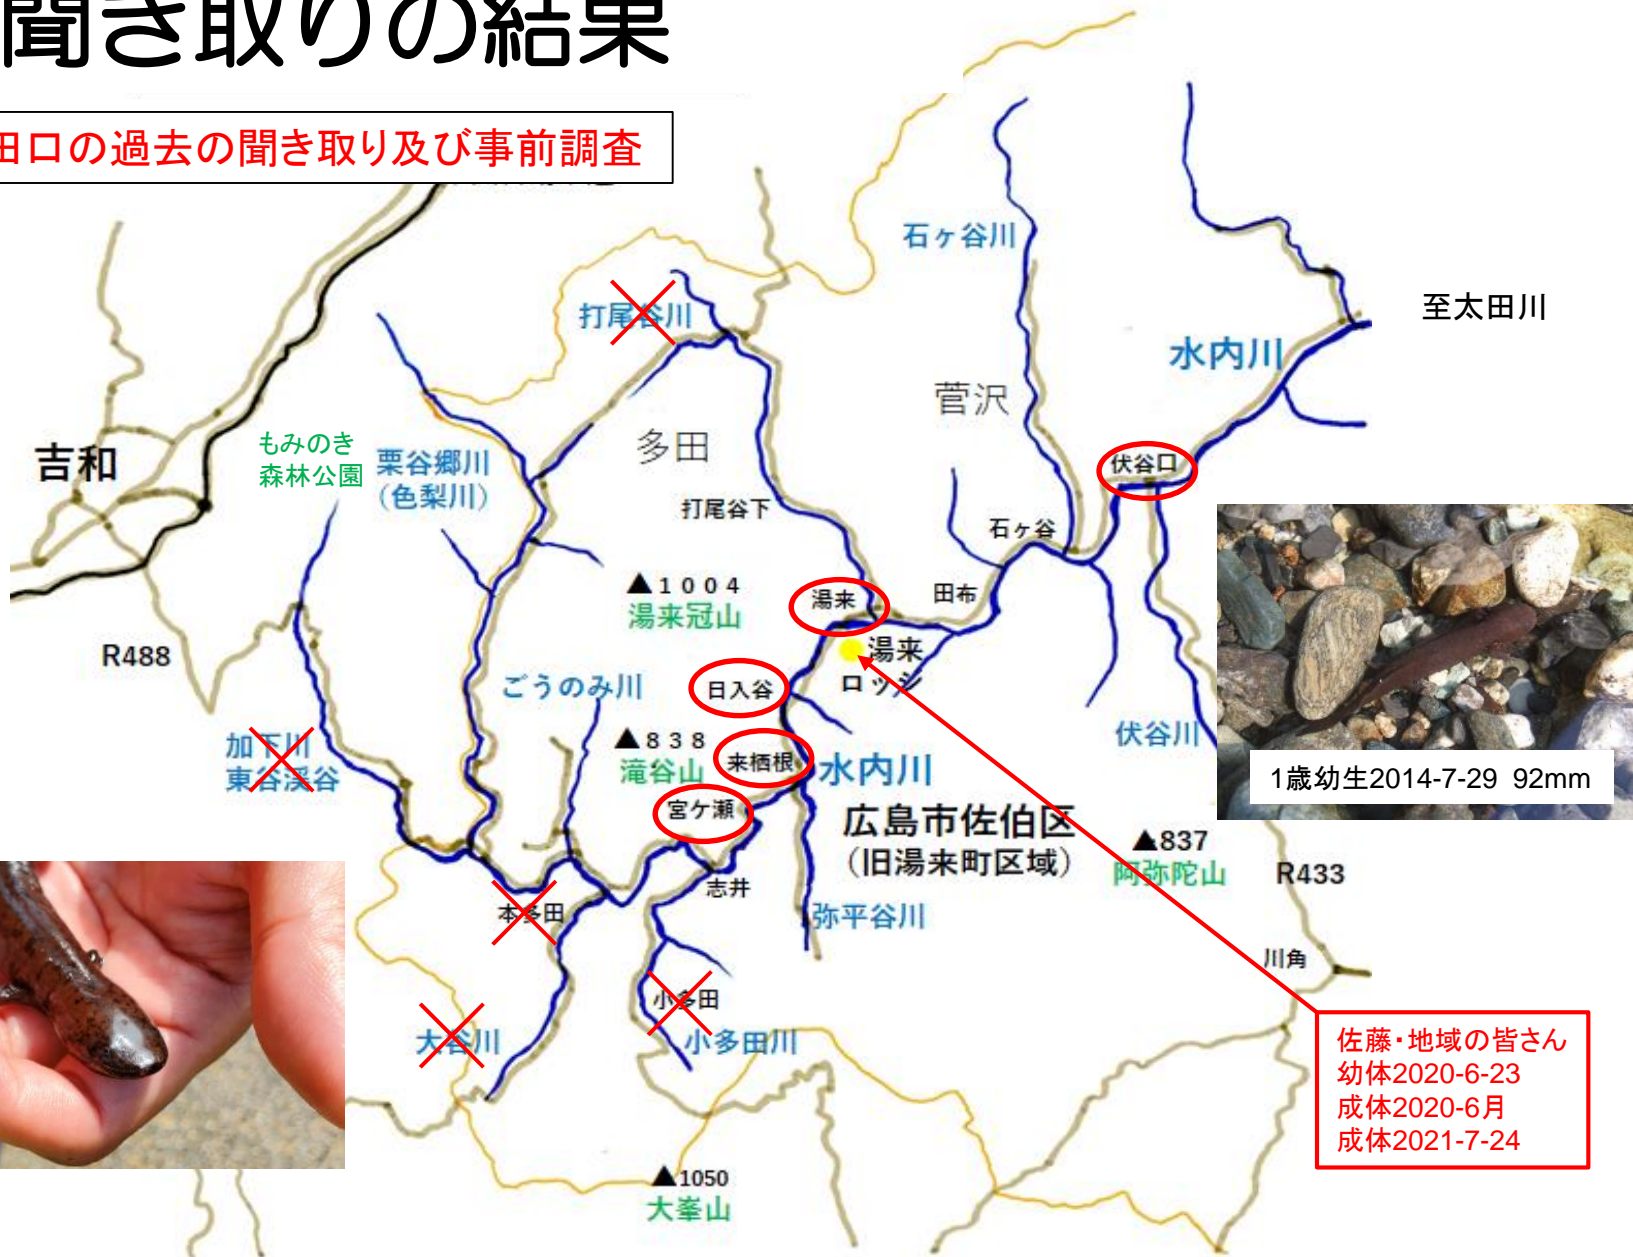 聞き取りの結果
田口の過去の聞き取り及び事前調査
石ヶ谷川
打尾谷川
至太田川
水内川
菅沢
吉和
もみのき
森林公園
栗谷郷川
(色梨川)
多田
伏谷口
打尾谷下
石ヶ谷
▲1004
湯来冠山
湯来
田布
R488
湯来
ロッジ
ごうのみ川
日入谷
加下川
東谷渓谷
▲838
滝谷山
来栖根
水内川
伏谷川
宮ケ瀬
広島市佐伯区
(旧湯来町区域)
1歳幼生2014-7-29 92mm
▲837
阿弥陀山
R433
志井
本多田
弥平谷川
川角
小多田
大谷川
小多田川
佐藤・地域の皆さん
幼体2020-6-23
成体2020-6月
成体2021-7-24
▲1050
大峯山